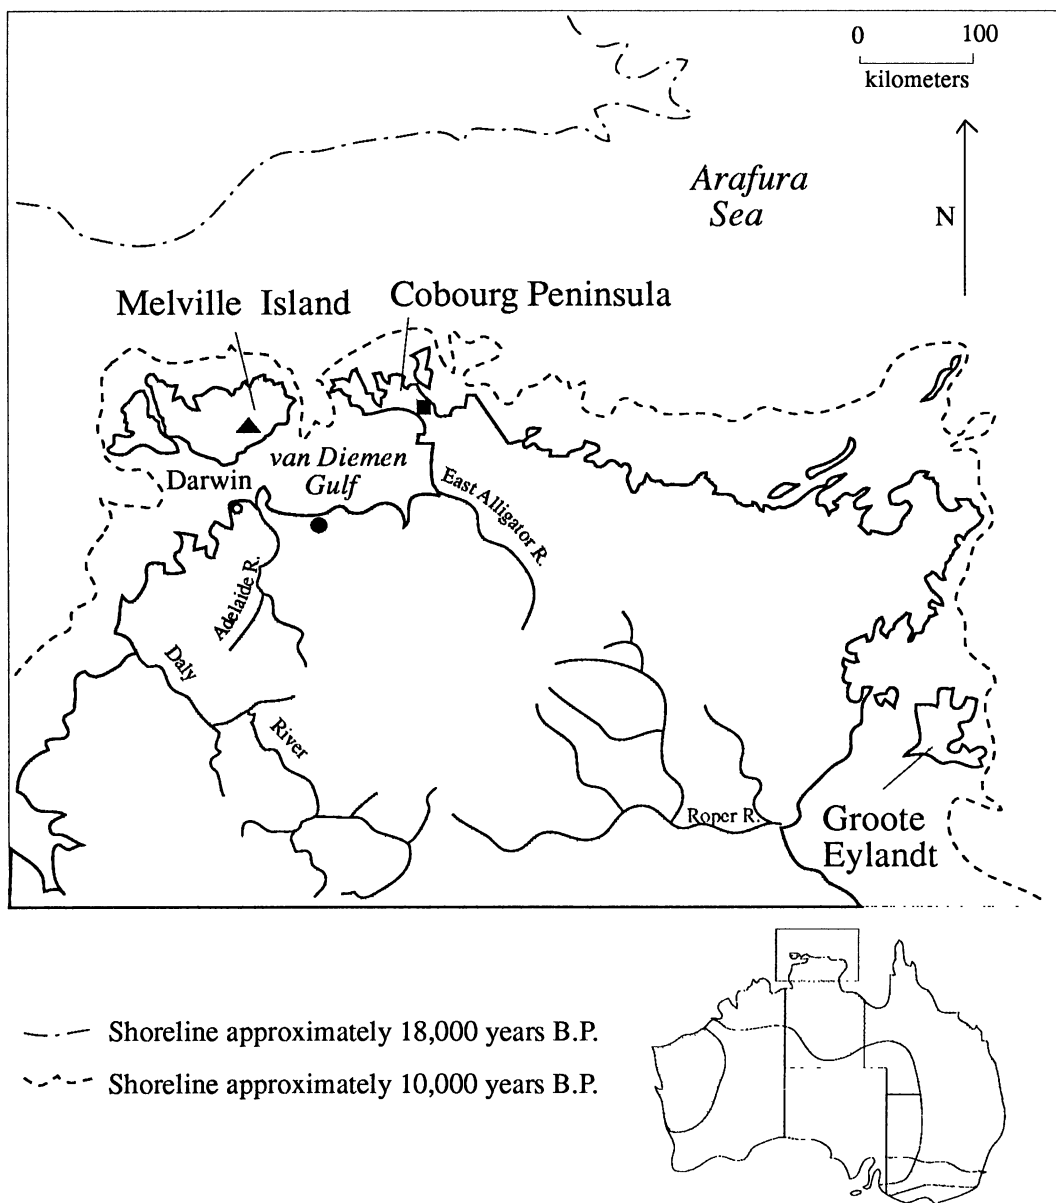 0 100
kilometers
Arafura
Sea
N
Melville Island
Cobourg Peninsula
van Diemen
Gulf
Darwin
East Alligator R.
Adelaide R.
Daly
River
Roper R.
Groote
Eylandt
Shoreline approximately 18,000 years B.P.
Shoreline approximately 10,000 years B.P.